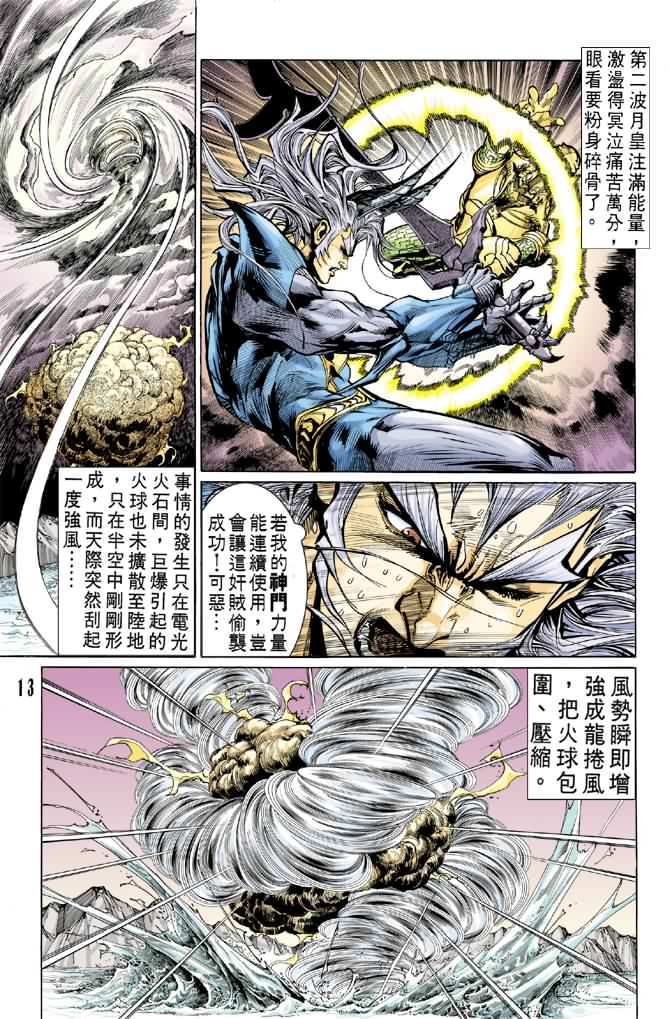 第二波月皇注滿能量，
激盪得冥泣痛苦萬分，
眼看要粉身碎骨了。
若我的神門力量
能連續使用，豈
會讓這奸賊偷襲
成功！可惡…
事情的發生只在電光
火石間，巨爆引起的
火球也未擴散至陸地
，只在半空中剛剛形
成，而天際突然刮起
一度強風……
風勢瞬即增
強成龍捲風
，把火球包
圍、壓縮。
13